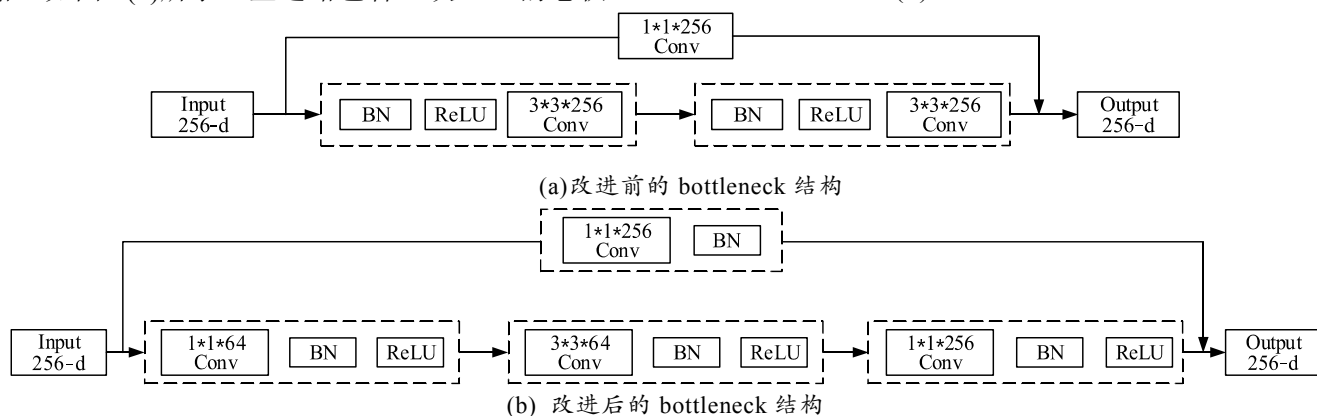 1*1*256
Conv
Input
256-d
BN
ReLU
3*3*256
Conv
BN
ReLU
3*3*256
Conv
Output
256-d
(a)改进前的 bottleneck 结构
1*1*256
Conv
BN
Input
256-d
1*1*64
Conv
BN
ReLU
3*3*64
Conv
BN
ReLU
1*1*256
Conv
BN
ReLU
Output
256-d
(b) 改进后的 bottleneck 结构